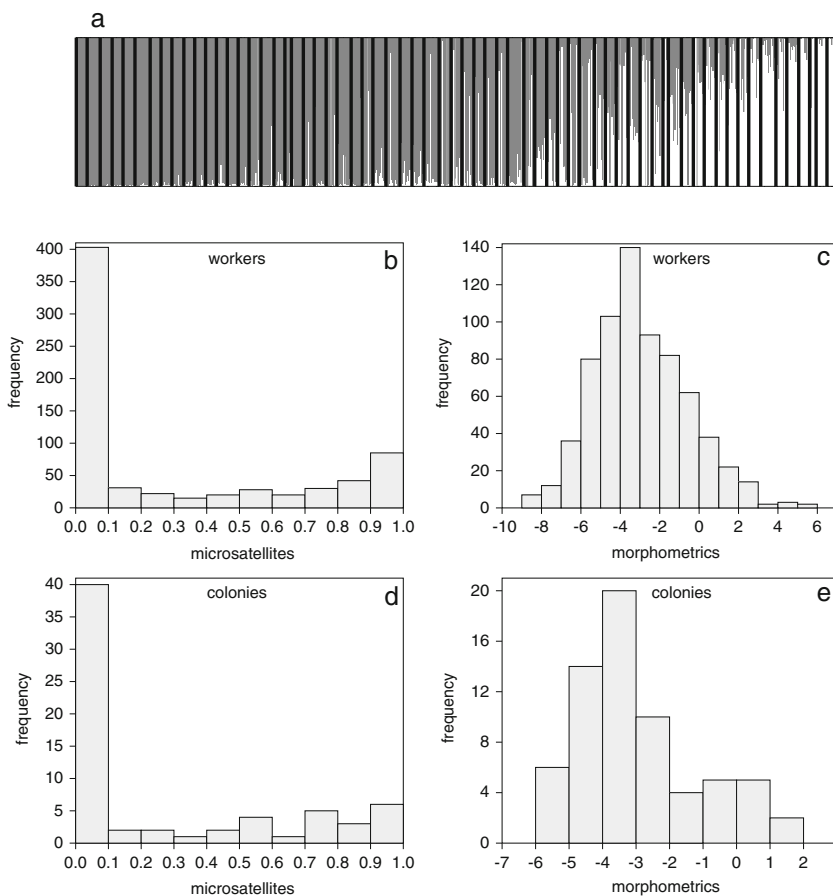 a
workers
b
frequency
400
350
300
250
200
150
100
50
0
0.0 0.1 0.2 0.3 0.4 0.5 0.6 0.7 0.8 0.9 1.0
microsatellites
workers
c
frequency
140
120
100
80
60
40
20
0
-10 -8 -6 -4 -2 0 2 4 6
morphometrics
colonies
d
frequency
40
35
30
25
20
15
10
5
0
0.0 0.1 0.2 0.3 0.4 0.5 0.6 0.7 0.8 0.9 1.0
microsatellites
colonies
e
frequency
20
16
12
8
4
0
-7 -6 -5 -4 -3 -2 -1 0 1 2
morphometrics